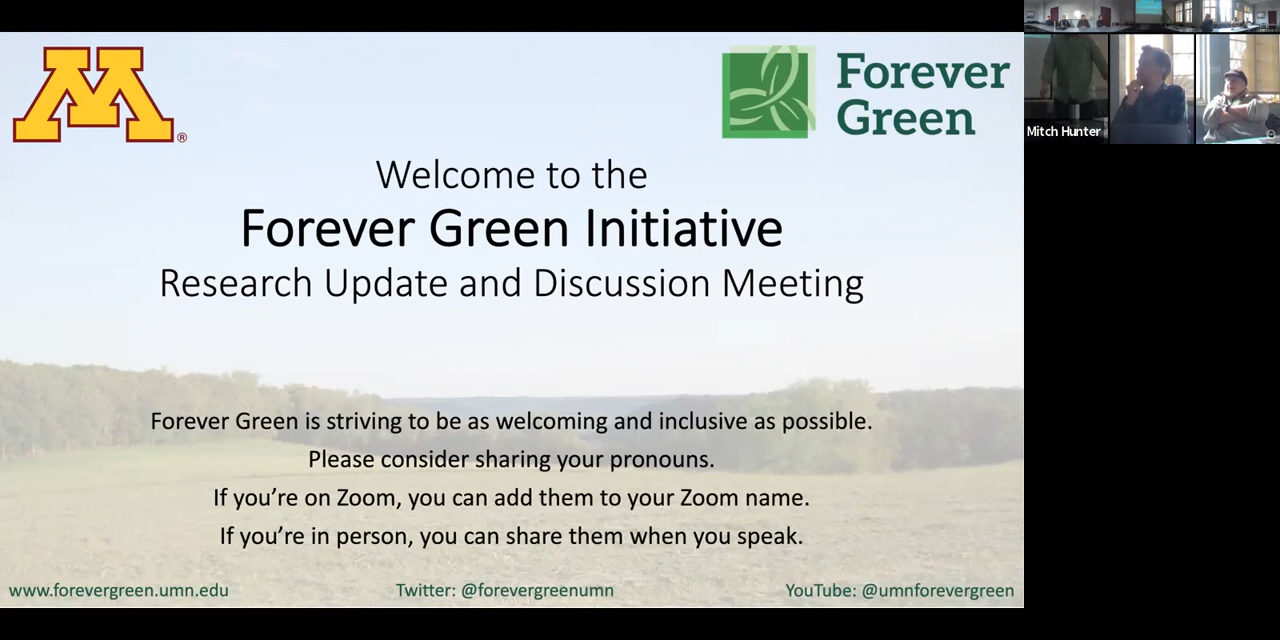 M®
Forever
Green
Mitch Hunter
Welcome to the
Forever Green Initiative
Research Update and Discussion Meeting
Forever Green is striving to be as welcoming and inclusive as possible.
Please consider sharing your pronouns.
If you’re on Zoom, you can add them to your Zoom name.
If you’re in person, you can share them when you speak.
www.forevergreen.umn.edu
Twitter: @forevergreenumn
YouTube: @umnforevergreen